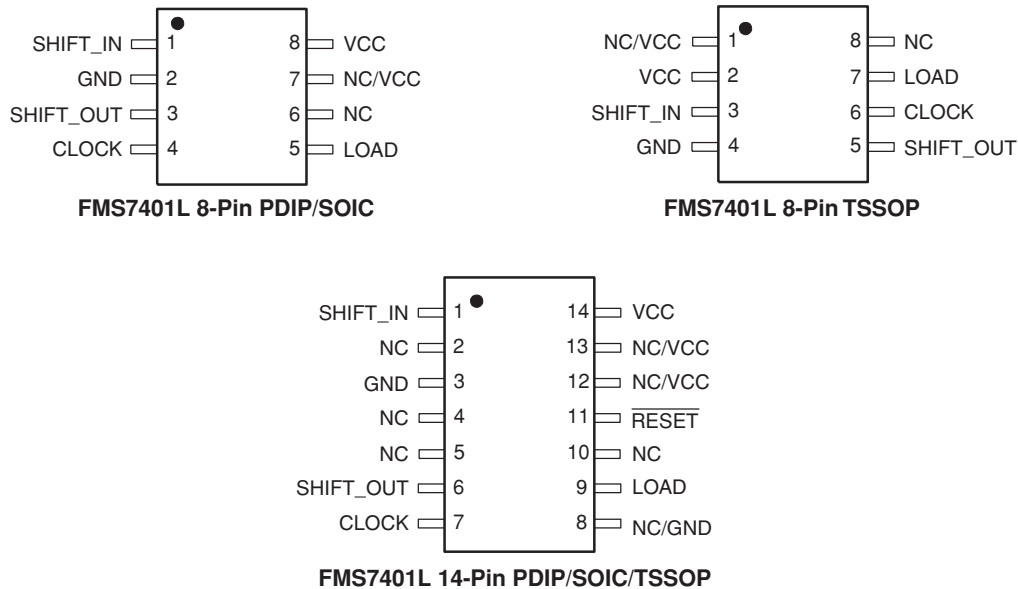 SHIFT_IN 1 8 VCC
GND 2 7 NC/VCC
SHIFT_OUT 3 6 NC
CLOCK 4 5 LOAD
FMS7401L 8-Pin PDIP/SOIC
NC/VCC 1 8 NC
VCC 2 7 LOAD
SHIFT_IN 3 6 CLOCK
GND 4 5 SHIFT_OUT
FMS7401L 8-Pin TSSOP
SHIFT_IN 1 14 VCC
NC 2 13 NC/VCC
GND 3 12 NC/VCC
NC 4 11 RESET
NC 5 10 NC
SHIFT_OUT 6 9 LOAD
CLOCK 7 8 NC/GND
FMS7401L 14-Pin PDIP/SOIC/TSSOP